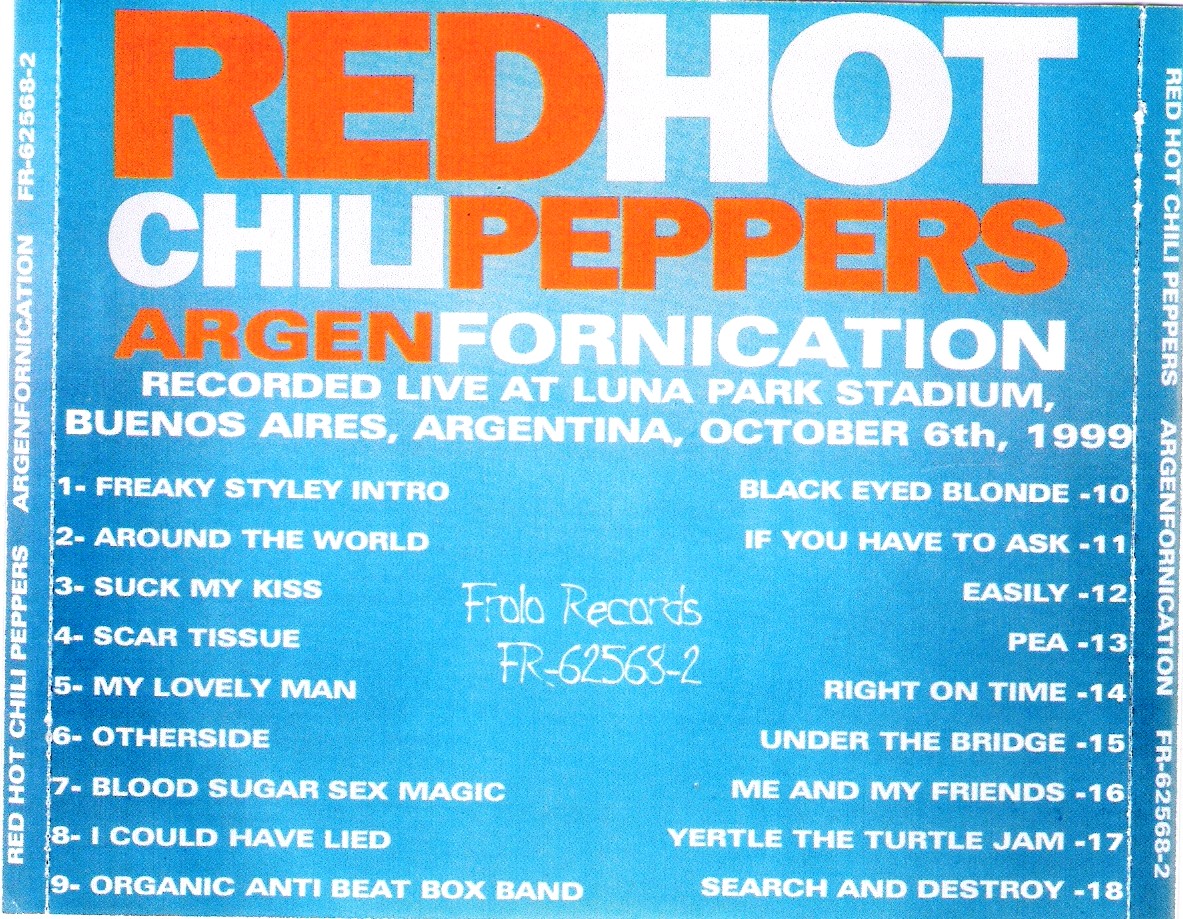 REDHOT
CHILIPEPPERS
ARGENFORNICATION
RECORDED LIVE AT LUNA PARK STADIUM,
BUENOS AIRES, ARGENTINA, OCTOBER 6th, 1999
1- FREAKY STYLEY INTRO
2- AROUND THE WORLD
3- SUCK MY KISS
4- SCAR TISSUE
5- MY LOVELY MAN
6- OTHERSIDE
7- BLOOD SUGAR SEX MAGIC
8- I COULD HAVE LIED
9- ORGANIC ANTI BEAT BOX BAND
BLACK EYED BLONDE -10
IF YOU HAVE TO ASK -11
EASILY -12
PEA -13
RIGHT ON TIME -14
UNDER THE BRIDGE -15
ME AND MY FRIENDS -16
YERTLE THE TURTLE JAM -17
SEARCH AND DESTROY -18
Frolo Records
FR-62568-2
RED HOT CHILI PEPPERS ARGENFORNICATION FR-62568-2
RED HOT CHILI PEPPERS ARGENFORNICATION FR-62568-2